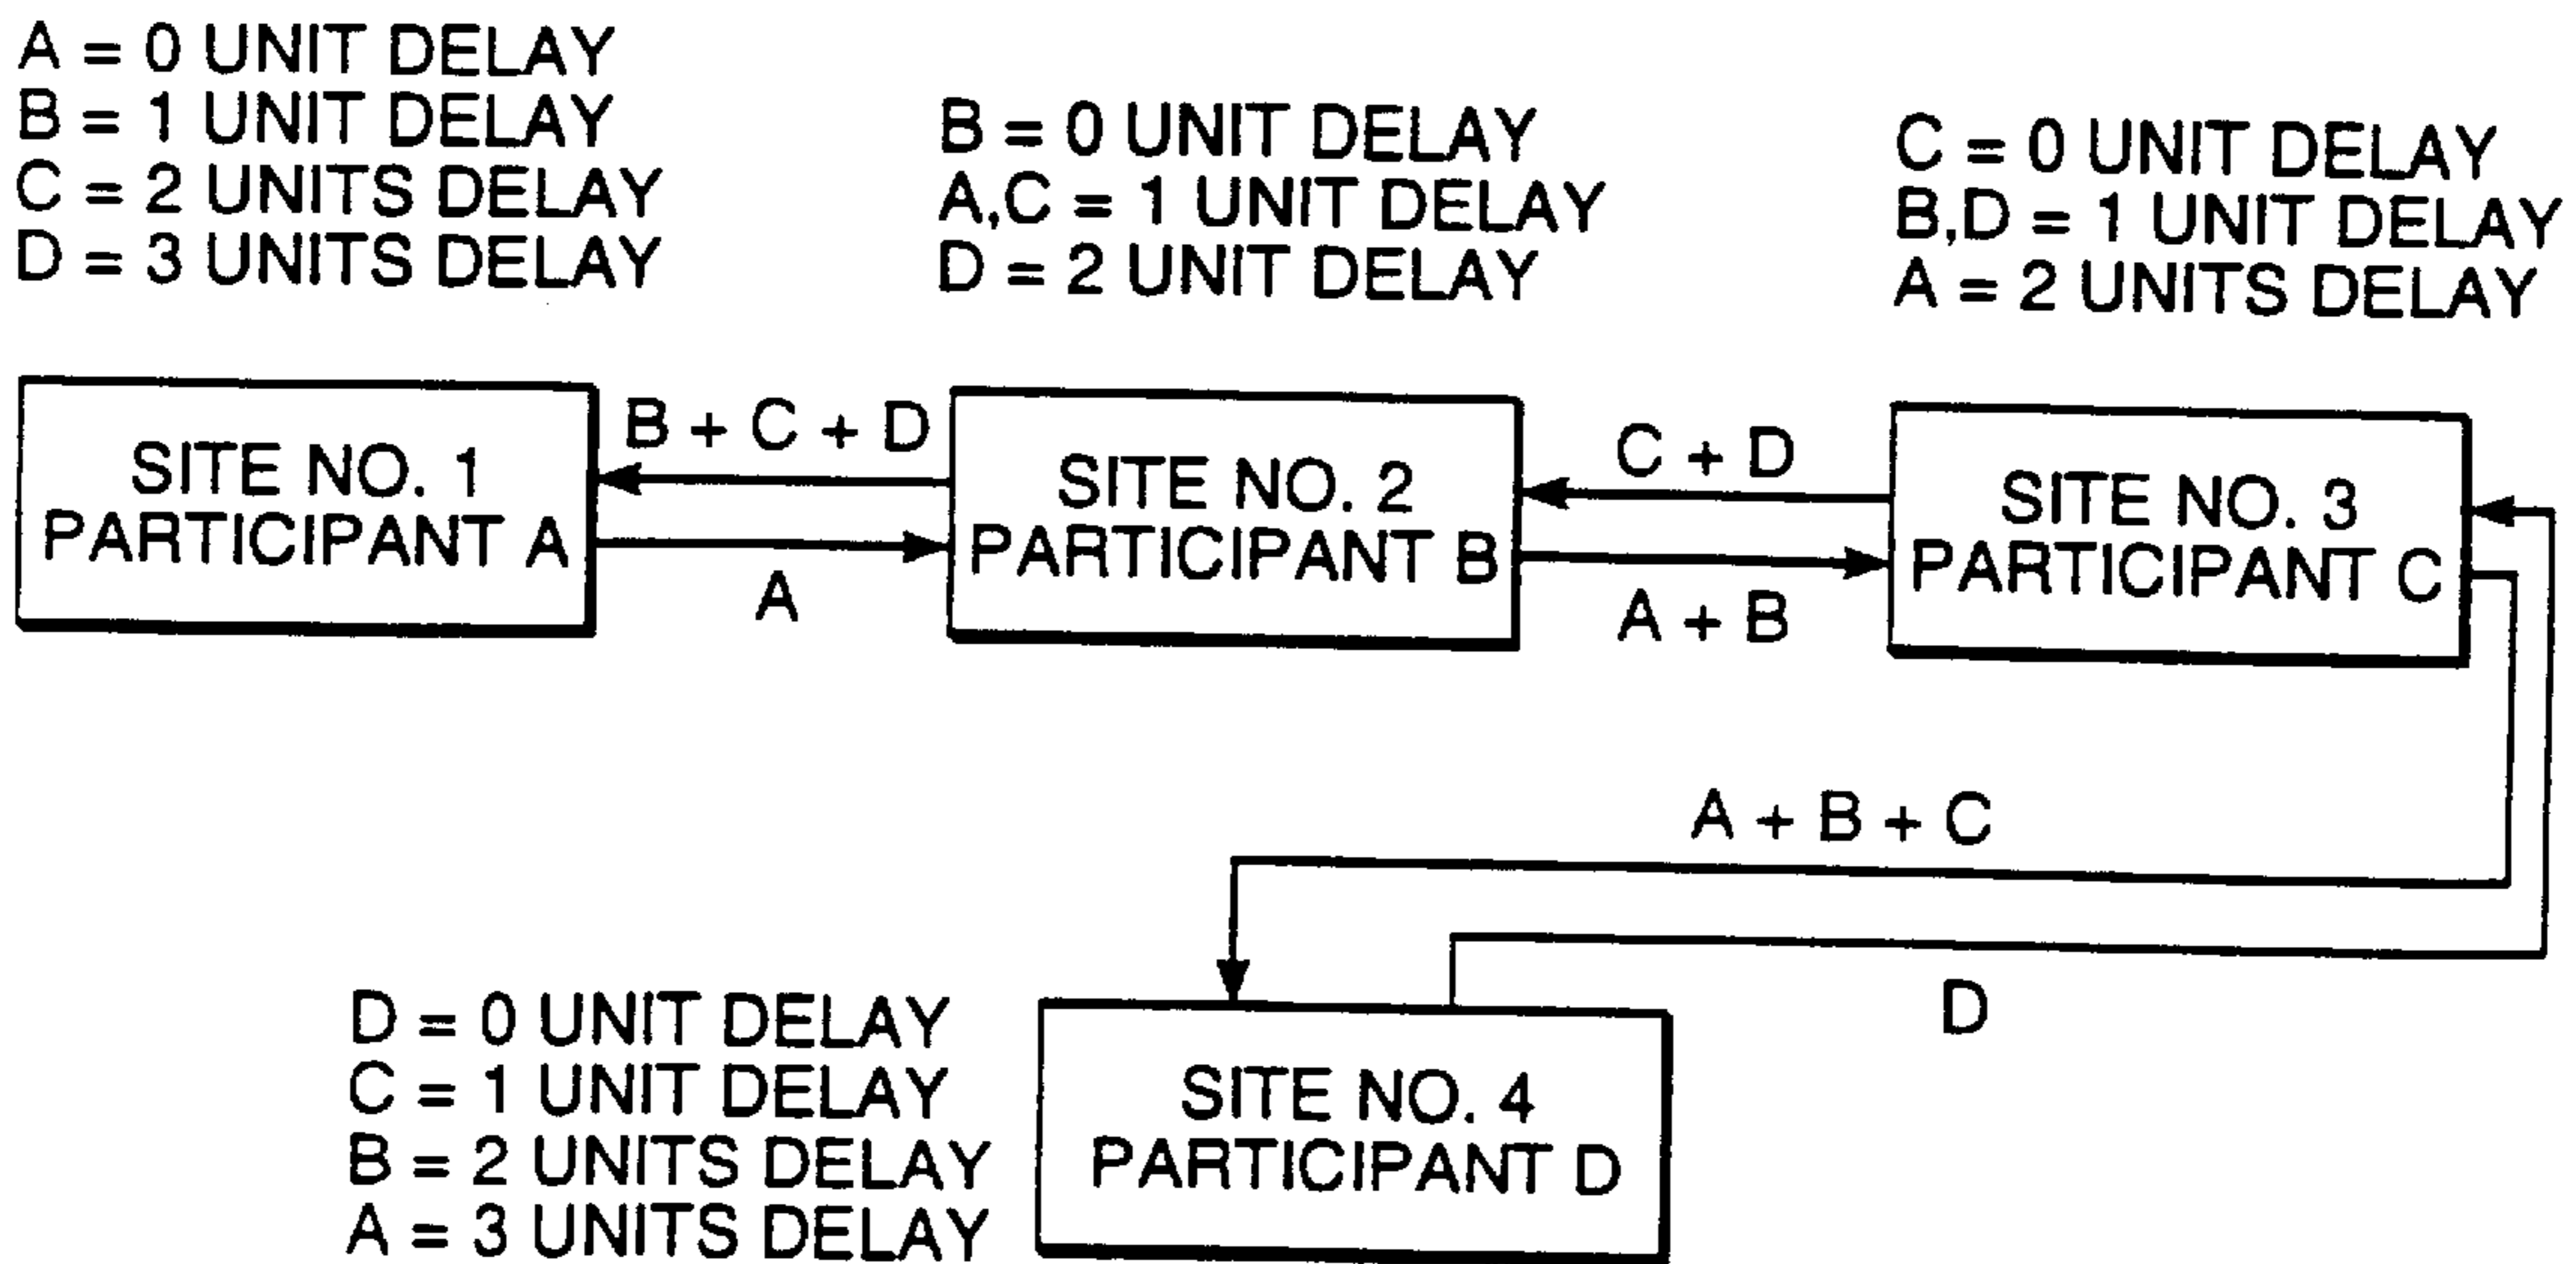 A = 0 UNIT DELAY
B = 1 UNIT DELAY
C = 2 UNITS DELAY
D = 3 UNITS DELAY
B = 0 UNIT DELAY
A,C = 1 UNIT DELAY
D = 2 UNIT DELAY
C = 0 UNIT DELAY
B,D = 1 UNIT DELAY
A = 2 UNITS DELAY
SITE NO. 1
PARTICIPANT A
B + C + D
A
SITE NO. 2
PARTICIPANT B
C + D
A + B
SITE NO. 3
PARTICIPANT C
A + B + C
D
D = 0 UNIT DELAY
C = 1 UNIT DELAY
B = 2 UNITS DELAY
A = 3 UNITS DELAY
SITE NO. 4
PARTICIPANT D